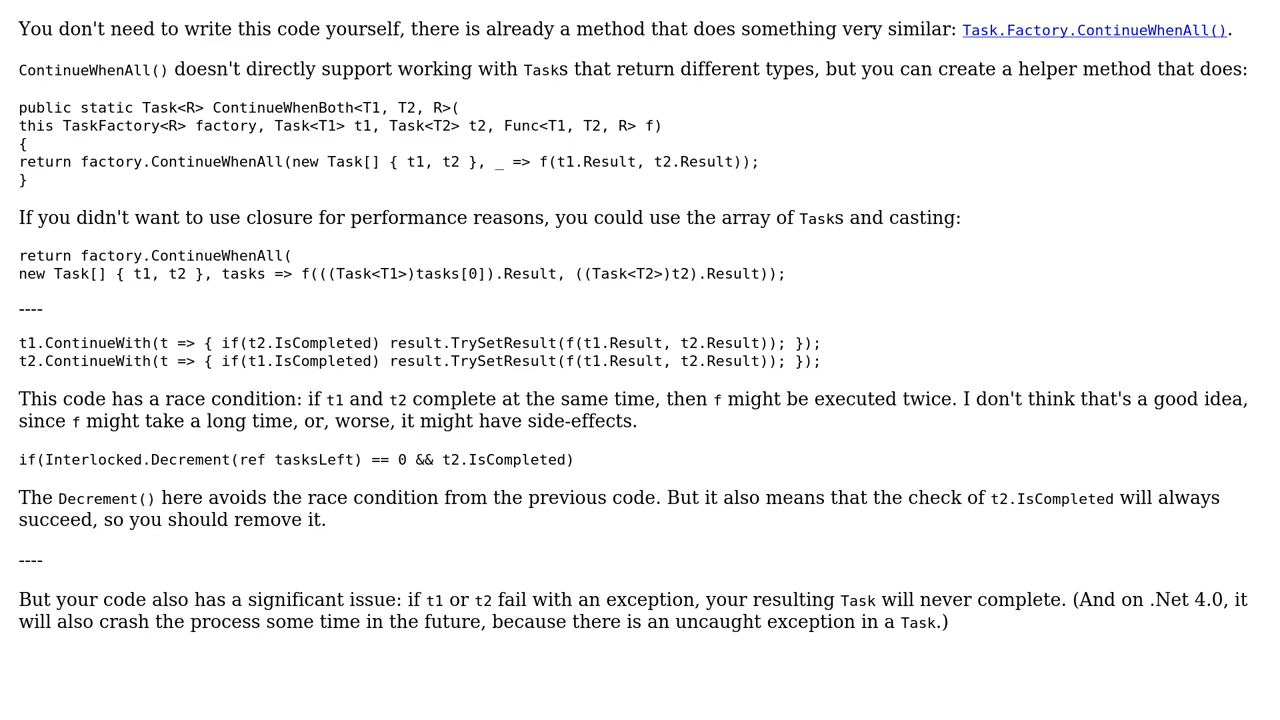 You don't need to write this code yourself, there is already a method that does something very similar: Task.Factory.ContinueWhenAll().
ContinueWhenAll() doesn't directly support working with Tasks that return different types, but you can create a helper method that does:
public static Task<R> ContinueWhenBoth<T1, T2, R>(
this TaskFactory<R> factory, Task<T1> t1, Task<T2> t2, Func<T1, T2, R> f)
{
return factory.ContinueWhenAll(new Task[] { t1, t2 }, _ => f(t1.Result, t2.Result));
}
If you didn't want to use closure for performance reasons, you could use the array of Tasks and casting:
return factory.ContinueWhenAll(
new Task[] { t1, t2 }, tasks => f(((Task<T1>)tasks[0]).Result, ((Task<T2>)t2).Result));
----
t1.ContinueWith(t => { if(t2.IsCompleted) result.TrySetResult(f(t1.Result, t2.Result)); });
t2.ContinueWith(t => { if(t1.IsCompleted) result.TrySetResult(f(t1.Result, t2.Result)); });
This code has a race condition: if t1 and t2 complete at the same time, then f might be executed twice. I don't think that's a good idea,
since f might take a long time, or, worse, it might have side-effects.
if(Interlocked.Decrement(ref tasksLeft) == 0 && t2.IsCompleted)
The Decrement() here avoids the race condition from the previous code. But it also means that the check of t2.IsCompleted will always
succeed, so you should remove it.
----
But your code also has a significant issue: if t1 or t2 fail with an exception, your resulting Task will never complete. (And on .Net 4.0, it
will also crash the process some time in the future, because there is an uncaught exception in a Task.)